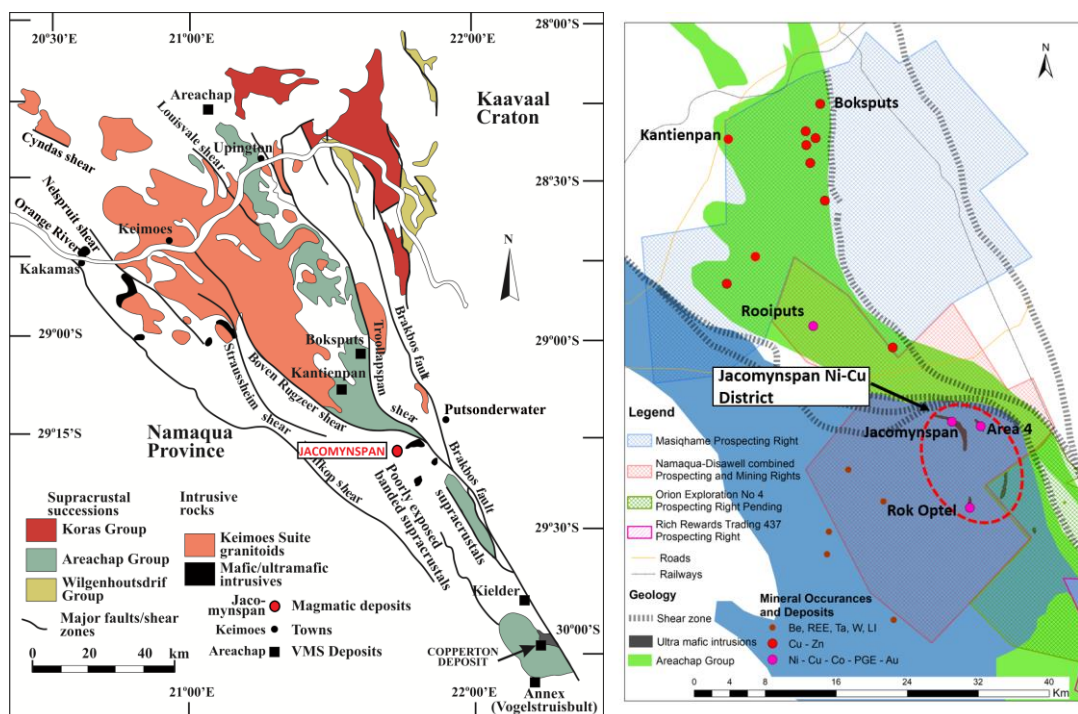 20°30'E
21°00
22°00'E
28°00'S
28°30'S
29°00'S
29°00'S
29°15'S
29°30'S
30°00'S
21°00'E
22°00'E
Areachap
Kaavaal
Craton
Louisvale shear
Cyndas shear
Upington
Nelspruit shear
Orange River
Keimoes
Kakamas
N
Boksputs
Kantienpan
Trooilapspan
shear
Brakbos fault
Straussheim shear
Boven Rugzeer shear
Putsonderwater
JACOMYNSPAN
Namaqua
Province
Poorly exposed
banded supracrustals
supracrustals
Brakbos fault
Kielder
COPPERTON
DEPOSIT
Annex
(Vogelstruisbult)
Supracrustal
successions
Koras Group
Areachap Group
Wilgenhoutsdrif
Group
Major faults/shear
zones
Intrusive
rocks
Keimoes Suite
granitoids
Mafic/ultramafic
intrusives
Jaco-
mynspan
Magmatic deposits
Keimoes
Towns
Areachap
VMS Deposits
0 20 40 60
km
N
Boksputs
Kantienpan
Rooiputs
Jacomynspan Ni-Cu
District
Jacomynspan
Area 4
Rok Optel
Legend
Masiqhame Prospecting Right
Namaqua-Disawell combined
Prospecting and Mining Rights
Orion Exploration No 4
Prospecting Right Pending
Rich Rewards Trading 437
Prospecting Right
Roads
Railways
Geology
Shear zone
Ultra mafic intrusions
Areachap Group
Mineral Occurances
and Deposits
Be, REE, Ta, W, LI
Cu - Zn
Ni - Cu - Co - PGE - Au
0 4 8 16 24 32 40
Km